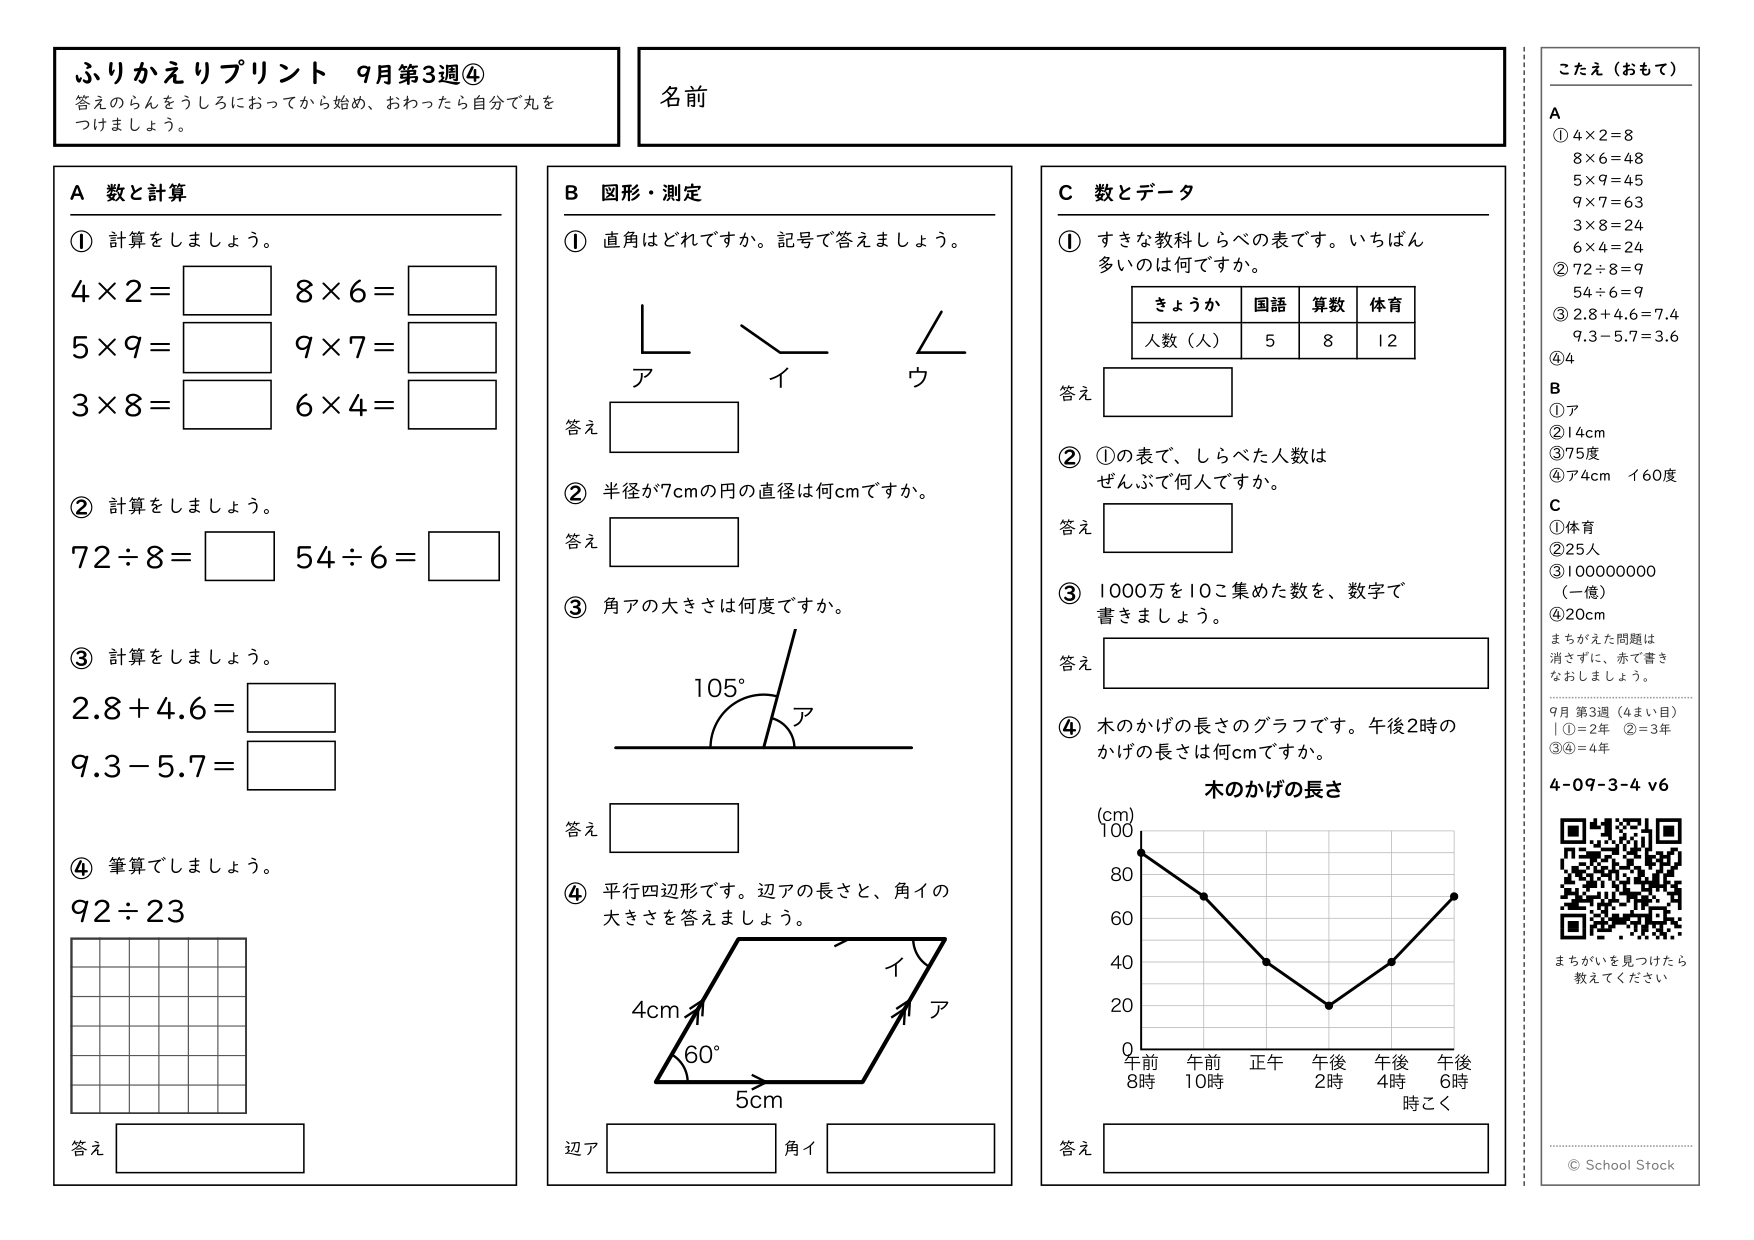 ふりかえりプリント　9月第3週④
答えのらんをうしろにおってから始め、おわったら自分で丸を
つけましょう。
名前
A　数と計算
① 計算をしましょう。
4×2＝　8×6＝
5×9＝　9×7＝
3×8＝　6×4＝
② 計算をしましょう。
72÷8＝　54÷6＝
③ 計算をしましょう。
2.8＋4.6＝
9.3－5.7＝
④ 筆算でしましょう。
92÷23
答え
B　図形・測定
① 直角はどれですか。記号で答えましょう。
ア　イ　ウ
答え
② 半径が7cmの円の直径は何cmですか。
答え
③ 角アの大きさは何度ですか。
105°
ア
答え
④ 平行四辺形です。辺アの長さと、角イの
大きさを答えましょう。
イ
4cm　ア
60°
5cm
辺ア　角イ
C　数とデータ
① すきな教科しらべの表です。いちばん
多いのは何ですか。
きょうか　国語　算数　体育
人数（人）　5　8　12
答え
② ①の表で、しらべた人数は
ぜんぶで何人ですか。
答え
③ 1000万を10こ集めた数を、数字で
書きましょう。
答え
④ 木のかげの長さのグラフです。午後2時の
かげの長さは何cmですか。
木のかげの長さ
(cm)
100
80
60
40
20
0
午前　午前　正午　午後　午後　午後
8時　10時　2時　4時　6時
時こく
答え
こたえ（おもて）
A
① 4×2＝8
8×6＝48
5×9＝45
9×7＝63
3×8＝24
6×4＝24
② 72÷8＝9
54÷6＝9
③ 2.8＋4.6＝7.4
9.3－5.7＝3.6
④4
B
①ア
②14cm
③75度
④ア4cm　イ60度
C
①体育
②25人
③100000000
（一億）
④20cm
まちがえた問題は
消さずに、赤で書き
なおしましょう。
9月 第3週（4まい目）
｜①＝2年　②＝3年
③④＝4年
4-09-3-4 v6
まちがいを見つけたら
教えてください
© School Stock